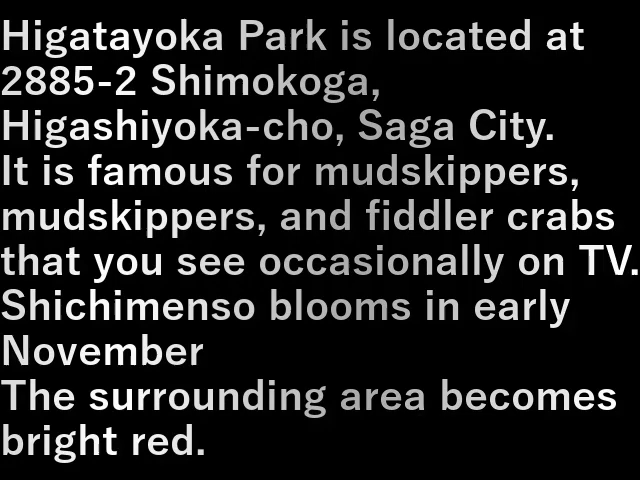 Higatayoka Park is located at
2885-2 Shimokoga,
Higashiyoka-cho, Saga City.
It is famous for mudskippers,
mudskippers, and fiddler crabs
that you see occasionally on TV.
Shichimenso blooms in early
November
The surrounding area becomes
bright red.